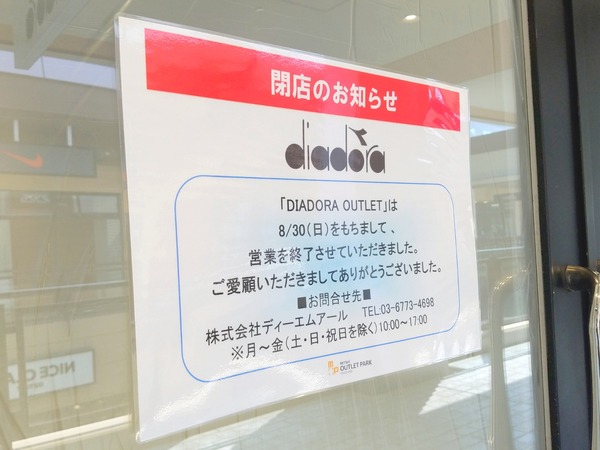 閉店のお知らせ
diadora
「DIADORA OUTLET」は
8/30(日)をもちまして、
営業を終了させていただきました。
ご愛顧いただきましてありがとうございました。
■お問合せ先■
株式会社ディーエムアール TEL:03-6773-4698
※月～金(土・日・祝日を除く)10:00～17:00
OUTLET PARK
NICE CLA